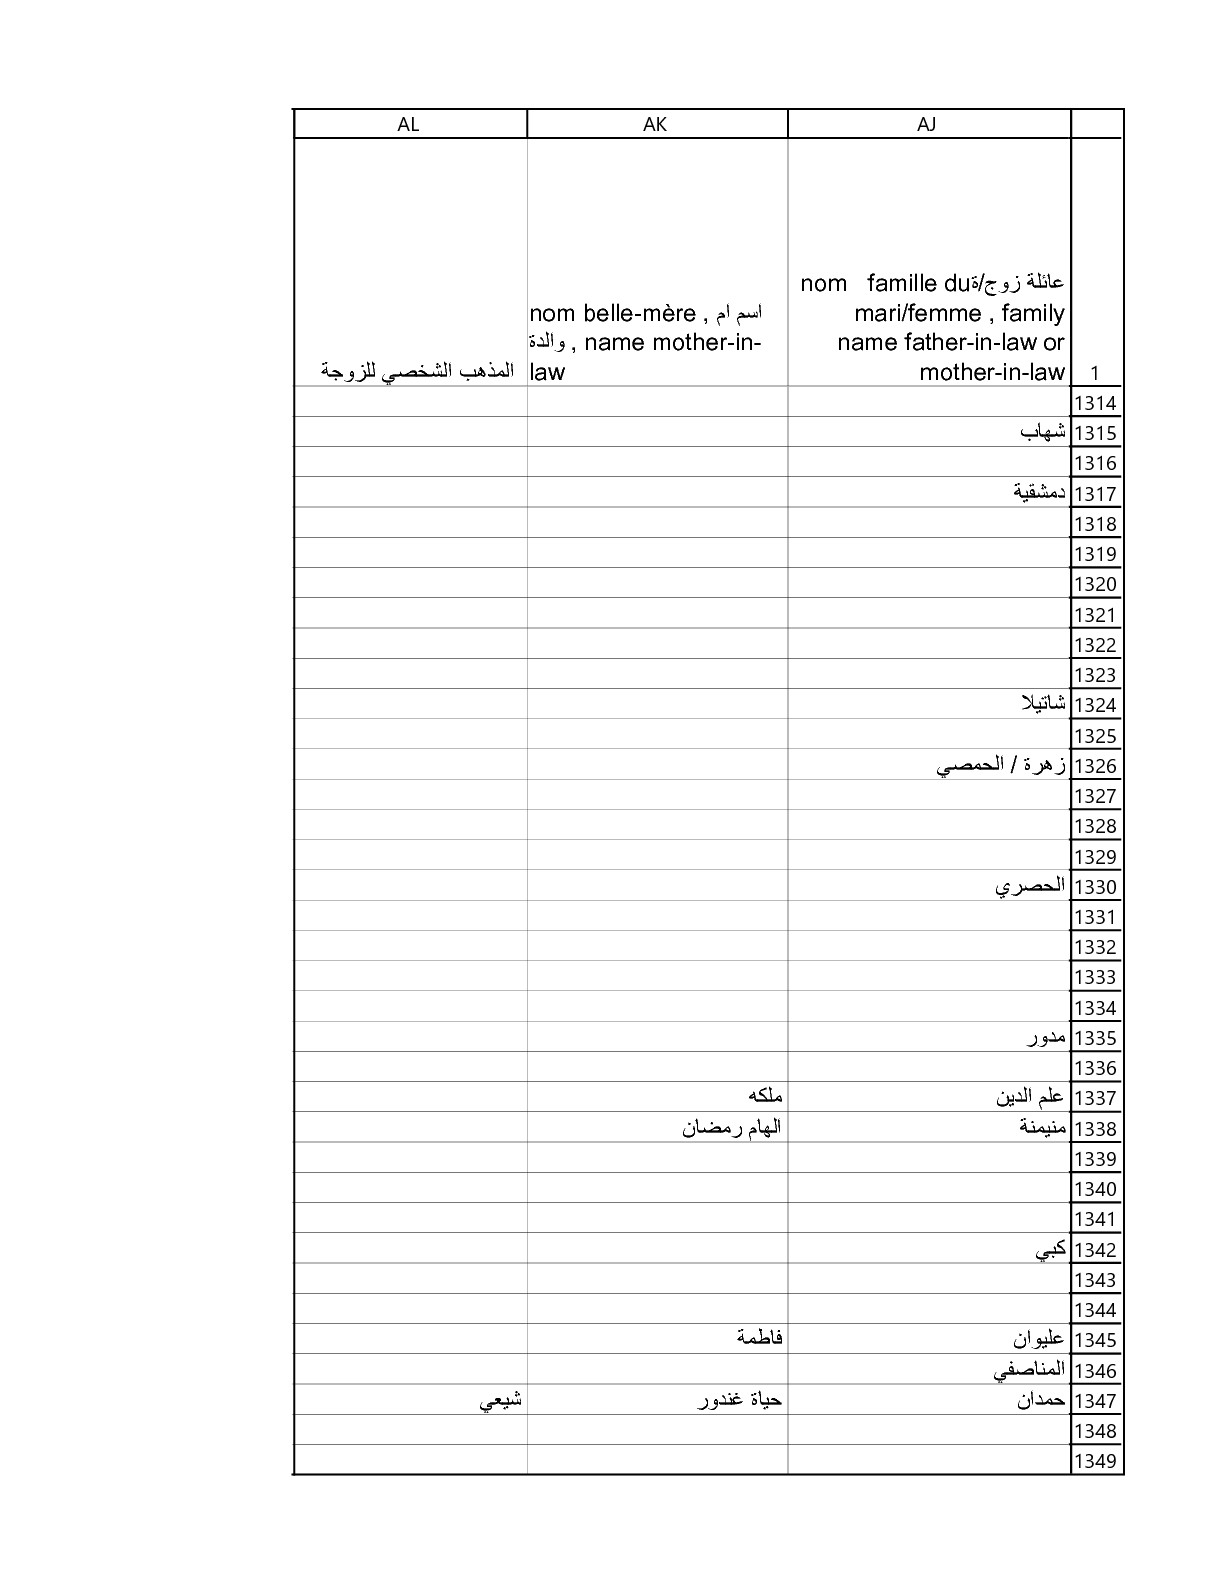 AJ AK AL
عائلة زوج/ة nom famille du
mari/femme , family
name father-in-law or
mother-in-law
nom belle-mère , اسم ام
والدة , name mother-in-
law
المذهب الشخصي للزوجة
1
1314
1315 شهاب
1316
1317 دمشقية
1318
1319
1320
1321
1322
1323
1324 شاتيلا
1325
1326 زهرة / الحمصي
1327
1328
1329
1330 الحصري
1331
1332
1333
1334
1335 مدور
1336
1337 علم الدين ملكه
1338 منيمنة الهام رمضان
1339
1340
1341
1342 كبي
1343
1344
1345 عليوان فاطمة
1346 المناصفي
1347 حمدان حياة غندور شيعي
1348
1349